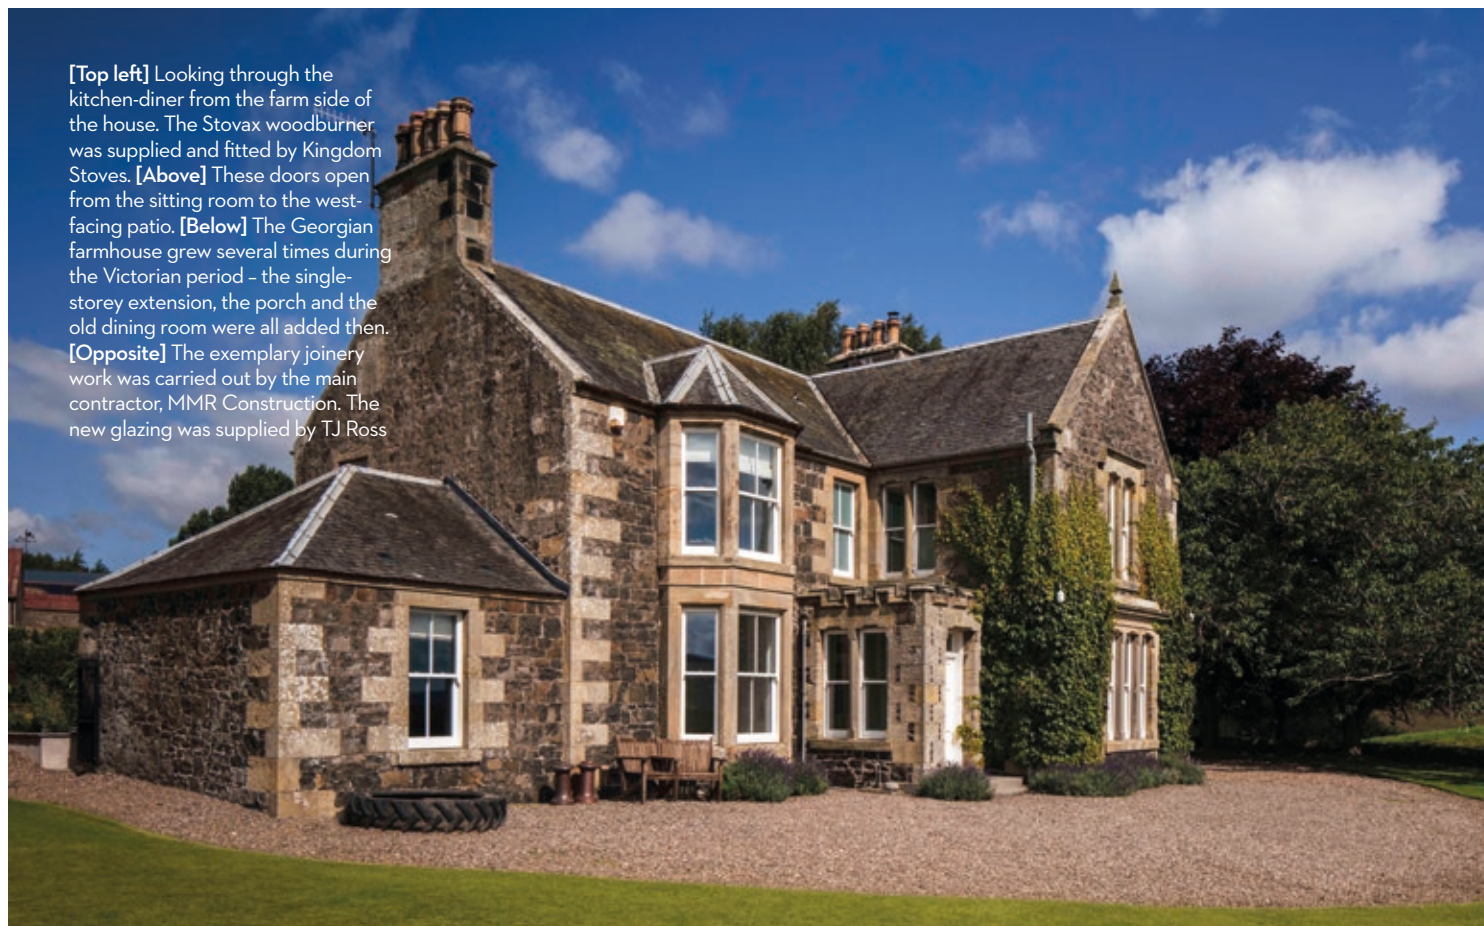 [Top left] Looking through the
kitchen-diner from the farm side of
the house. The Stovax woodburner
was supplied and fitted by Kingdom
Stoves. [Above] These doors open
from the sitting room to the west-
facing patio. [Below] The Georgian
farmhouse grew several times during
the Victorian period – the single-
storey extension, the porch and the
old dining room were all added then.
[Opposite] The exemplary joinery
work was carried out by the main
contractor, MMR Construction. The
new glazing was supplied by TJ Ross